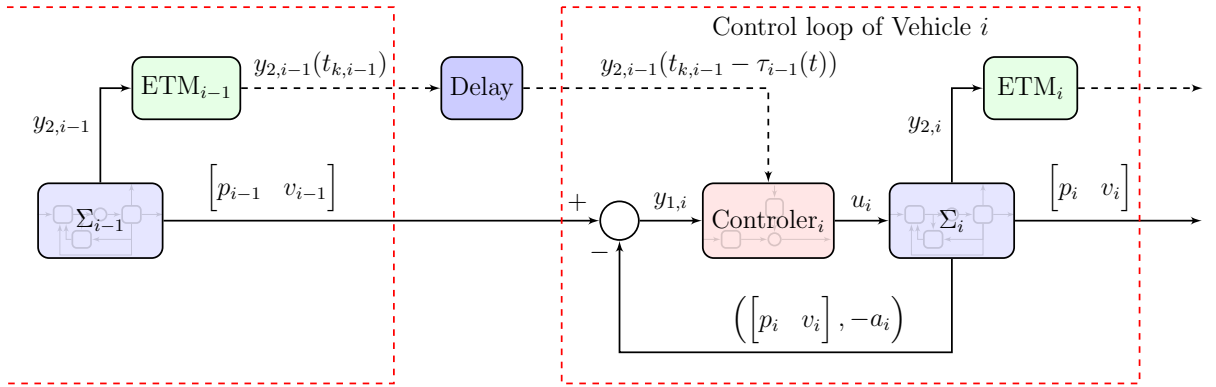 Control loop of Vehicle i
y_{2,i−1}(t_{k,i−1})
y_{2,i−1}(t_{k,i−1} − τ_{i−1}(t))
ETM_{i−1}
Delay
ETM_i
y_{2,i−1}
y_{2,i}
[p_{i−1} v_{i−1}]
[p_i v_i]
+
y_{1,i}
u_i
Σ_{i−1}
Controler_i
Σ_i
−
([p_i v_i], −a_i)